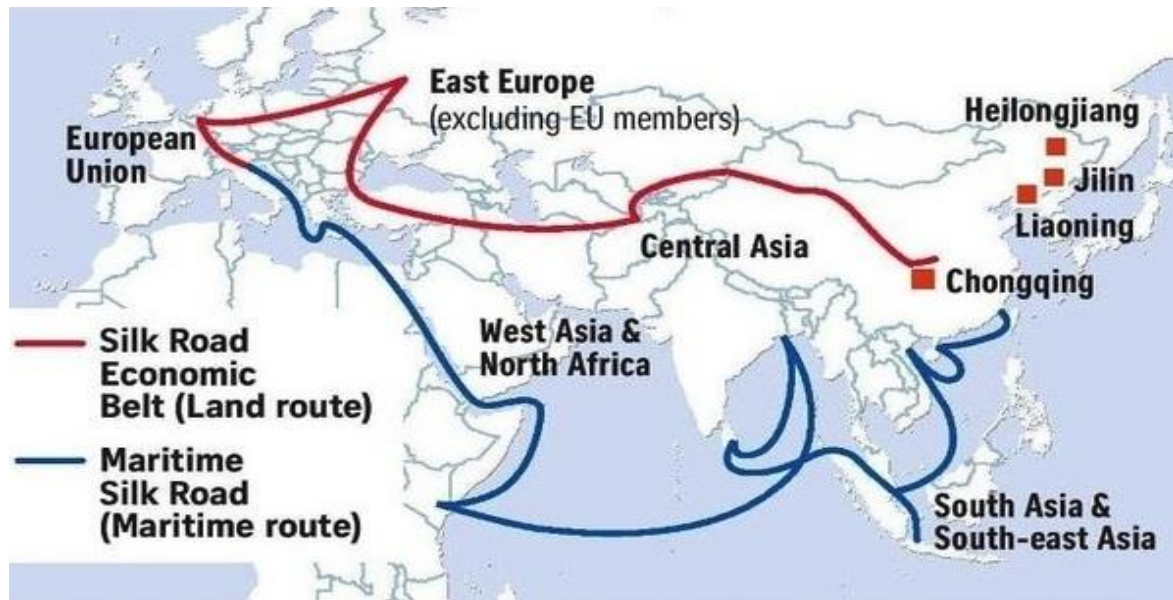 East Europe
(excluding EU members)
European
Union
Heilongjiang
Jilin
Liaoning
Central Asia
Chongqing
West Asia &
North Africa
Silk Road
Economic
Belt (Land route)
Maritime
Silk Road
(Maritime route)
South Asia &
South-east Asia